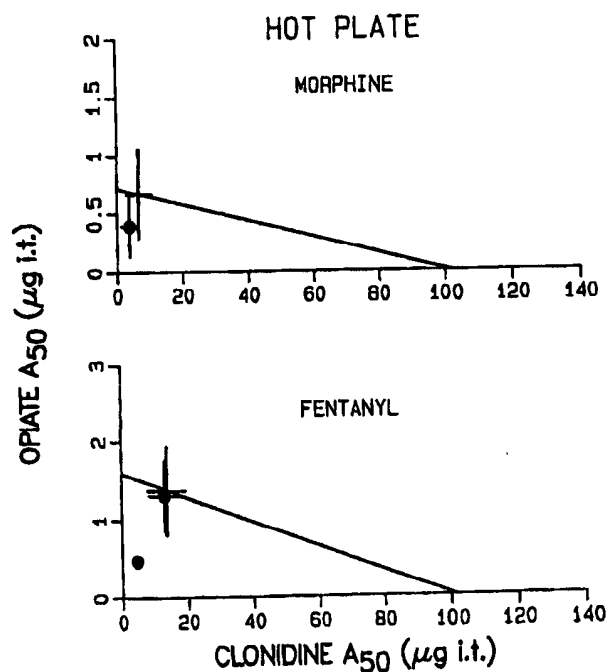 HOT PLATE
MORPHINE
2
1.5
1
0.5
0
0 20 40 60 80 100 120 140
OPIATE A50 (µg i.t.)
FENTANYL
3
2
1
0
0 20 40 60 80 100 120 140
CLONIDINE A50 (µg i.t.)